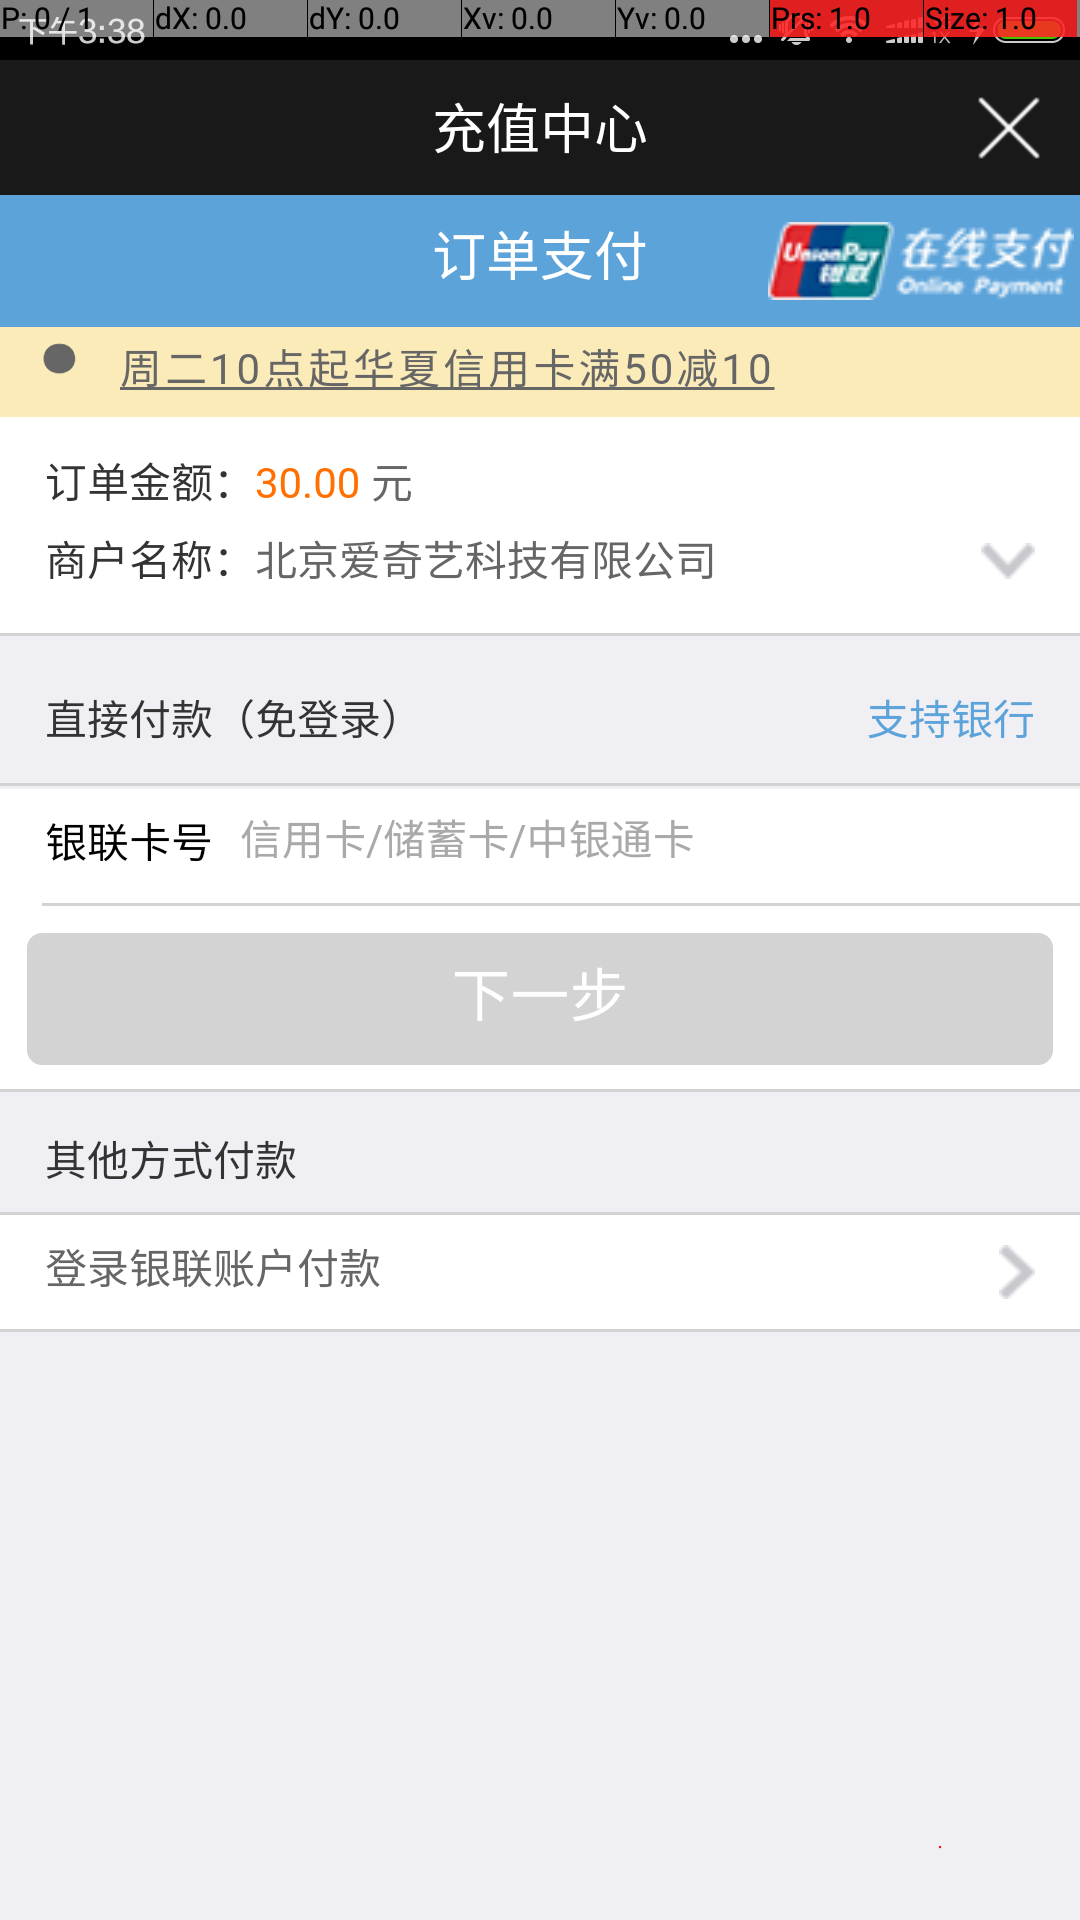 P: 0 / 1 dX: 0.0 dY: 0.0 Xv: 0.0 Yv: 0.0 Prs: 1.0 Size: 1.0
下午3:38
充值中心
订单支付
UnionPay 银联 在线支付 Online Payment
周二10点起华夏信用卡满50减10
订单金额：30.00 元
商户名称：北京爱奇艺科技有限公司
直接付款（免登录） 支持银行
银联卡号 信用卡/储蓄卡/中银通卡
下一步
其他方式付款
登录银联账户付款